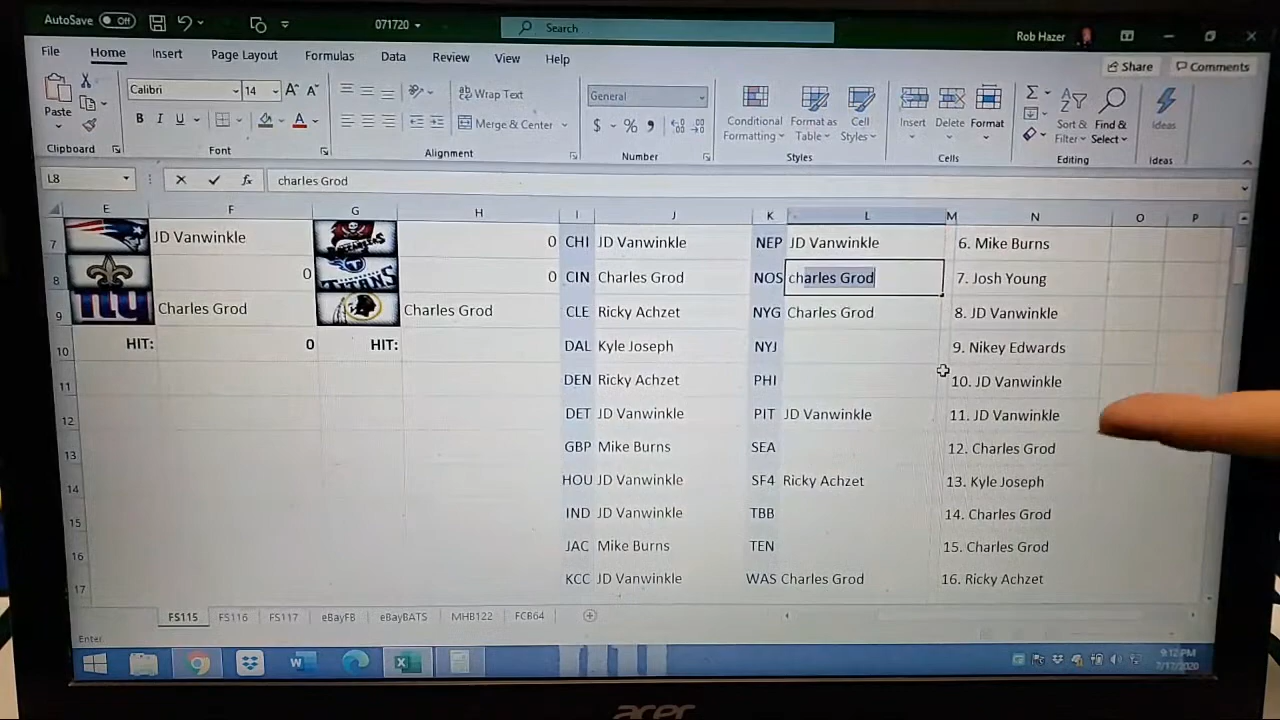 AutoSave Off 071720 Search Rob Hazer
File Home Insert Page Layout Formulas Data Review View Help Share Comments
Paste Calibri 14 Wrap Text General Conditional Formatting Format as Table Cell Styles Insert Delete Format Sort & Filter Find & Select Ideas
B I U Merge & Center $ %
Clipboard Font Alignment Number Styles Cells Editing Ideas
L8 fx charles Grod
E F G H I J K L M N O P
7 JD Vanwinkle 0 CHI JD Vanwinkle NEP JD Vanwinkle 6. Mike Burns
8 0 TITANS 0 CIN Charles Grod NOS charles Grod 7. Josh Young
9 ny Charles Grod Charles Grod CLE Ricky Achzet NYG Charles Grod 8. JD Vanwinkle
10 HIT: 0 HIT: DAL Kyle Joseph NYJ 9. Nikey Edwards
11 DEN Ricky Achzet PHI 10. JD Vanwinkle
12 DET JD Vanwinkle PIT JD Vanwinkle 11. JD Vanwinkle
13 GBP Mike Burns SEA 12. Charles Grod
14 HOU JD Vanwinkle SF4 Ricky Achzet 13. Kyle Joseph
15 IND JD Vanwinkle TBB 14. Charles Grod
16 JAC Mike Burns TEN 15. Charles Grod
17 KCC JD Vanwinkle WAS Charles Grod 16. Ricky Achzet
FS115 FS116 FS117 eBayFB eBayBATS MHB122 FCB64
Enter
9:12 PM
7/17/2020
acer